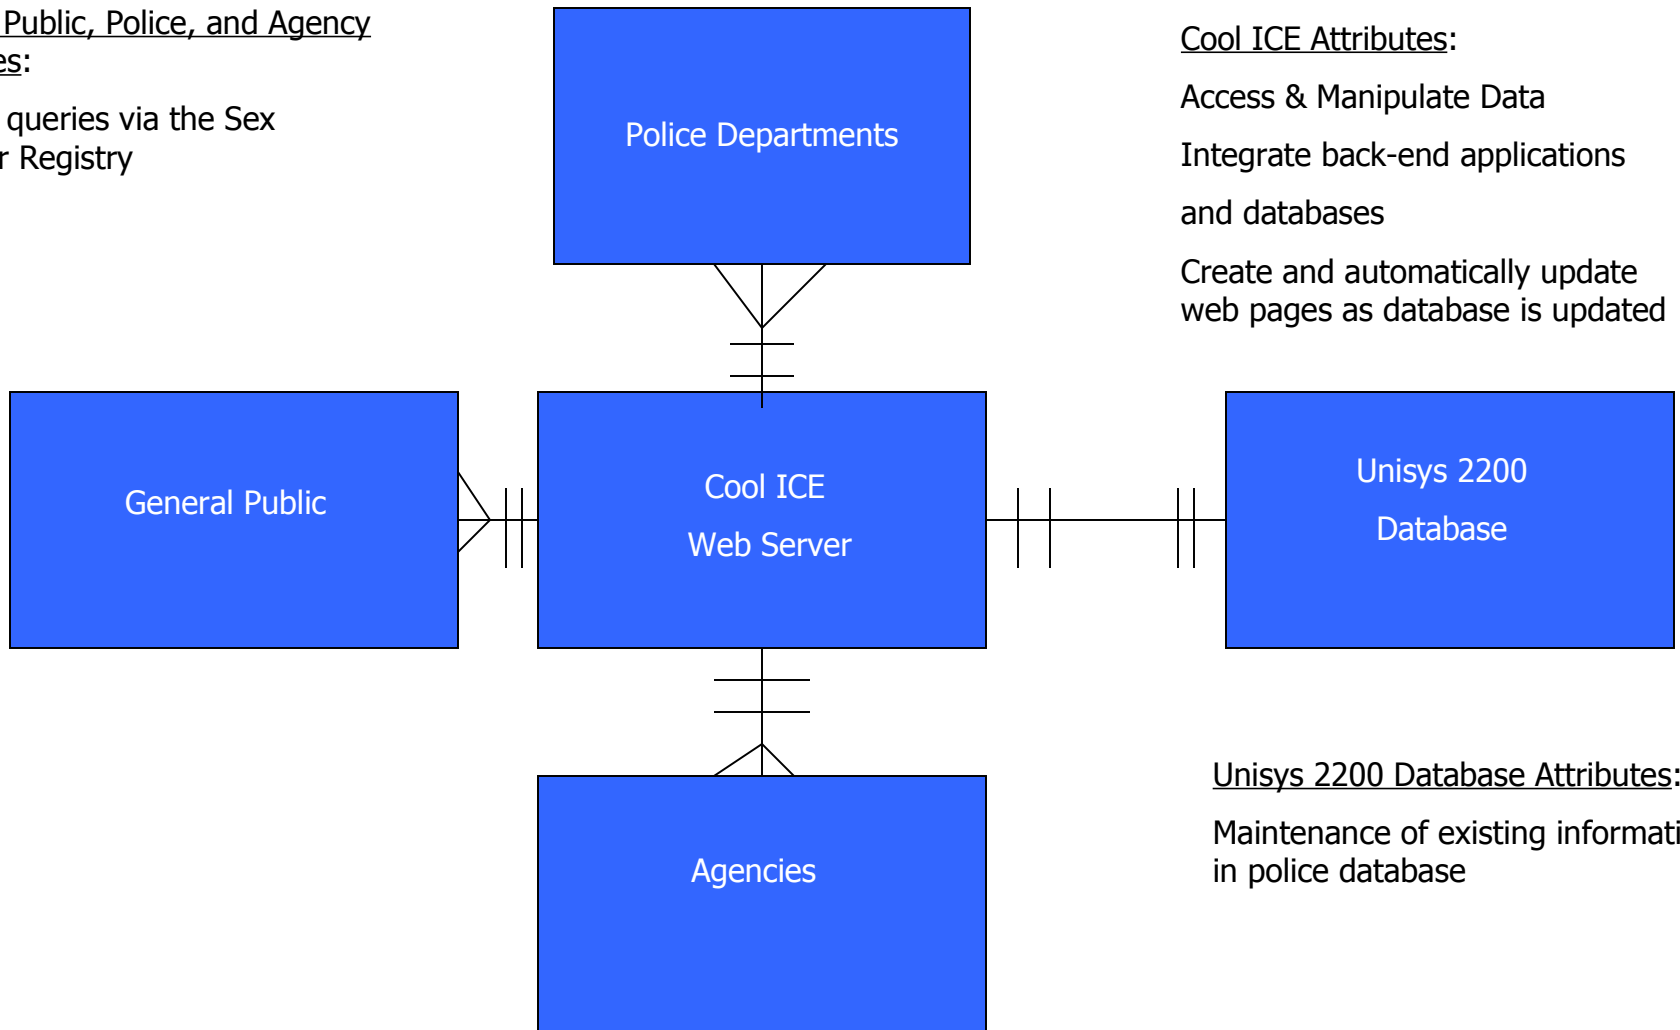 Public, Police, and Agency
es:
queries via the Sex
r Registry
Police Departments
Cool ICE Attributes:
Access & Manipulate Data
Integrate back-end applications
and databases
Create and automatically update
web pages as database is updated
General Public
Cool ICE
Web Server
Unisys 2200
Database
Agencies
Unisys 2200 Database Attributes:
Maintenance of existing informati
in police database